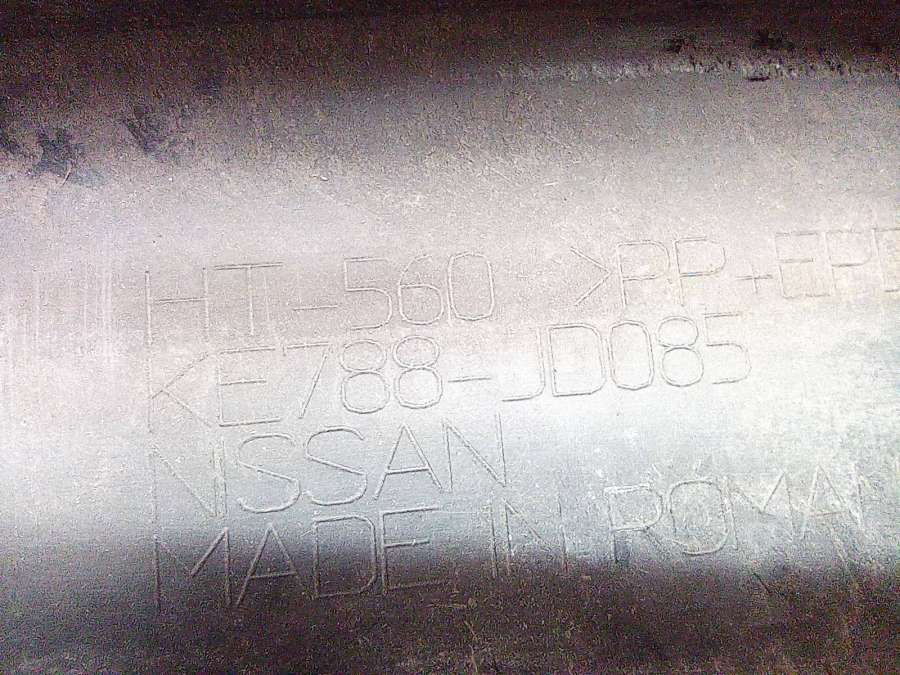 HT-560 >PP+EPD
KE788-JD085
NISSAN
MADE IN ROMAN